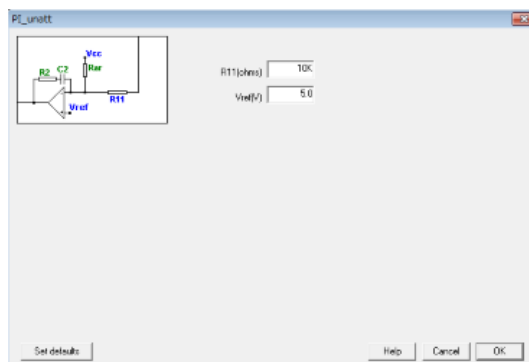 PI_unatt
Vcc
R2 C2 Rar
R11
Vref
R11(ohms) 10K
Vref(V) 5.0
Set defaults
Help Cancel OK